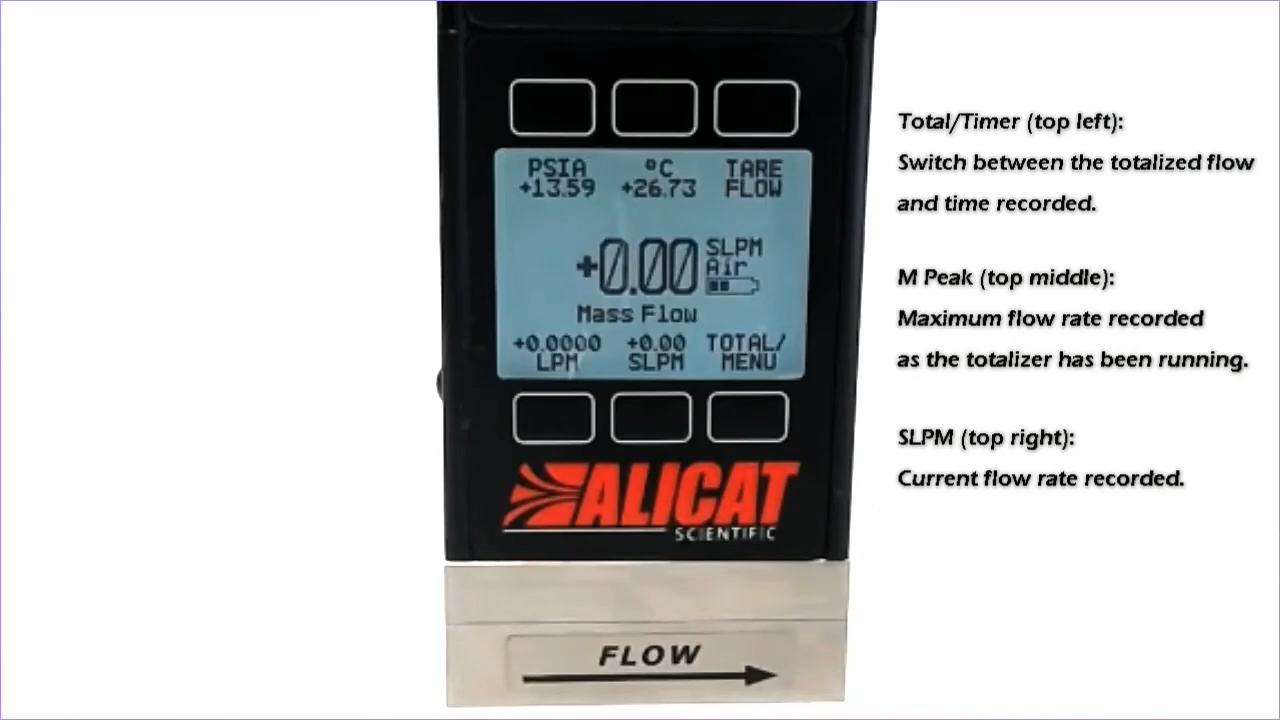 PSIA °C TARE
+13.59 +26.73 FLOW
+0.00 SLPM
Air
Mass Flow
+0.0000 +0.00 TOTAL/
LPM SLPM MENU
ALICAT
SCIENTIFIC
FLOW
Total/Timer (top left):
Switch between the totalized flow
and time recorded.
M Peak (top middle):
Maximum flow rate recorded
as the totalizer has been running.
SLPM (top right):
Current flow rate recorded.